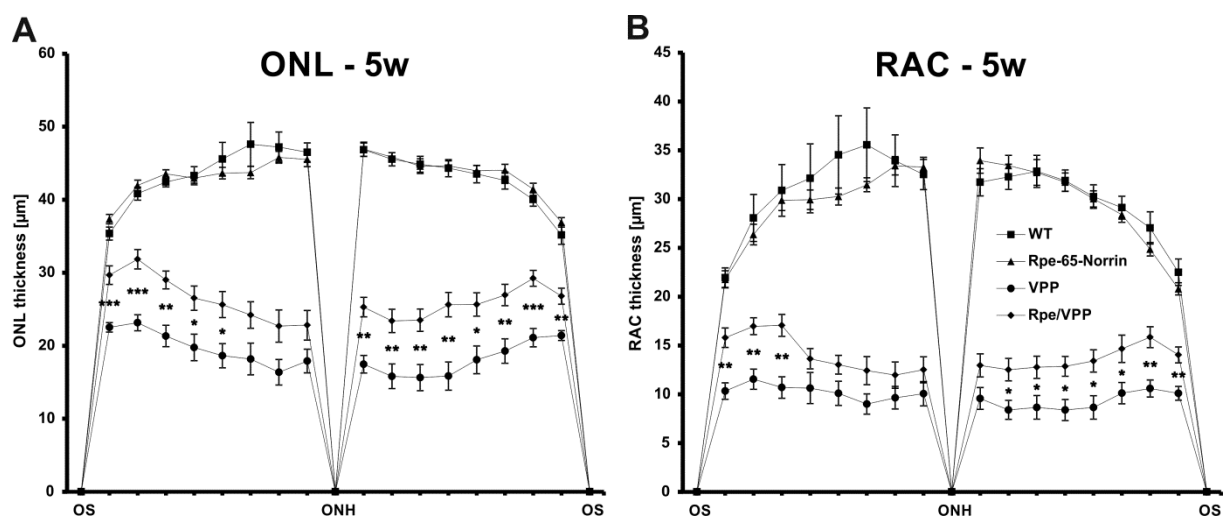 A
ONL - 5w
ONL thickness [µm]
60
50
40
30
20
10
0
*** *** ** * * ** ** ** ** * ** *** **
OS ONH OS
B
RAC - 5w
RAC thickness [µm]
45
40
35
30
25
20
15
10
5
0
WT
Rpe-65-Norrin
VPP
Rpe/VPP
** ** ** * * * * * ** **
OS ONH OS